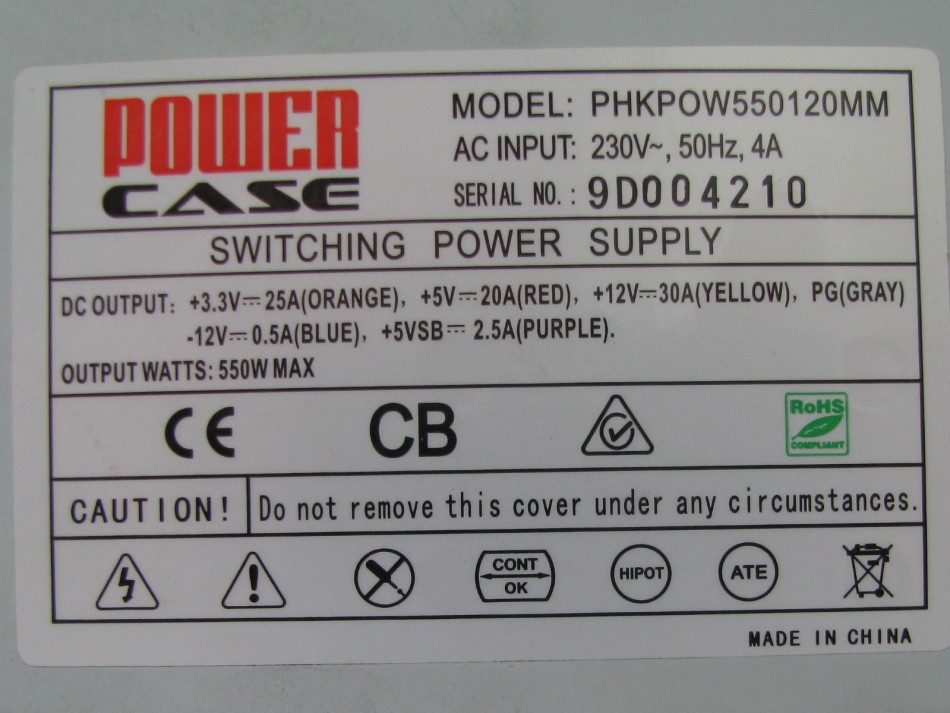 POWER
CASE
MODEL: PHKPOW550120MM
AC INPUT: 230V~, 50Hz, 4A
SERIAL NO. : 9D004210
SWITCHING POWER SUPPLY
DC OUTPUT: +3.3V⎓25A(ORANGE), +5V⎓20A(RED), +12V⎓30A(YELLOW), PG(GRAY)
-12V⎓0.5A(BLUE), +5VSB⎓2.5A(PURPLE).
OUTPUT WATTS: 550W MAX
CE CB RoHS
COMPLIANT
CAUTION! Do not remove this cover under any circumstances.
CONT
OK
HIPOT
ATE
MADE IN CHINA